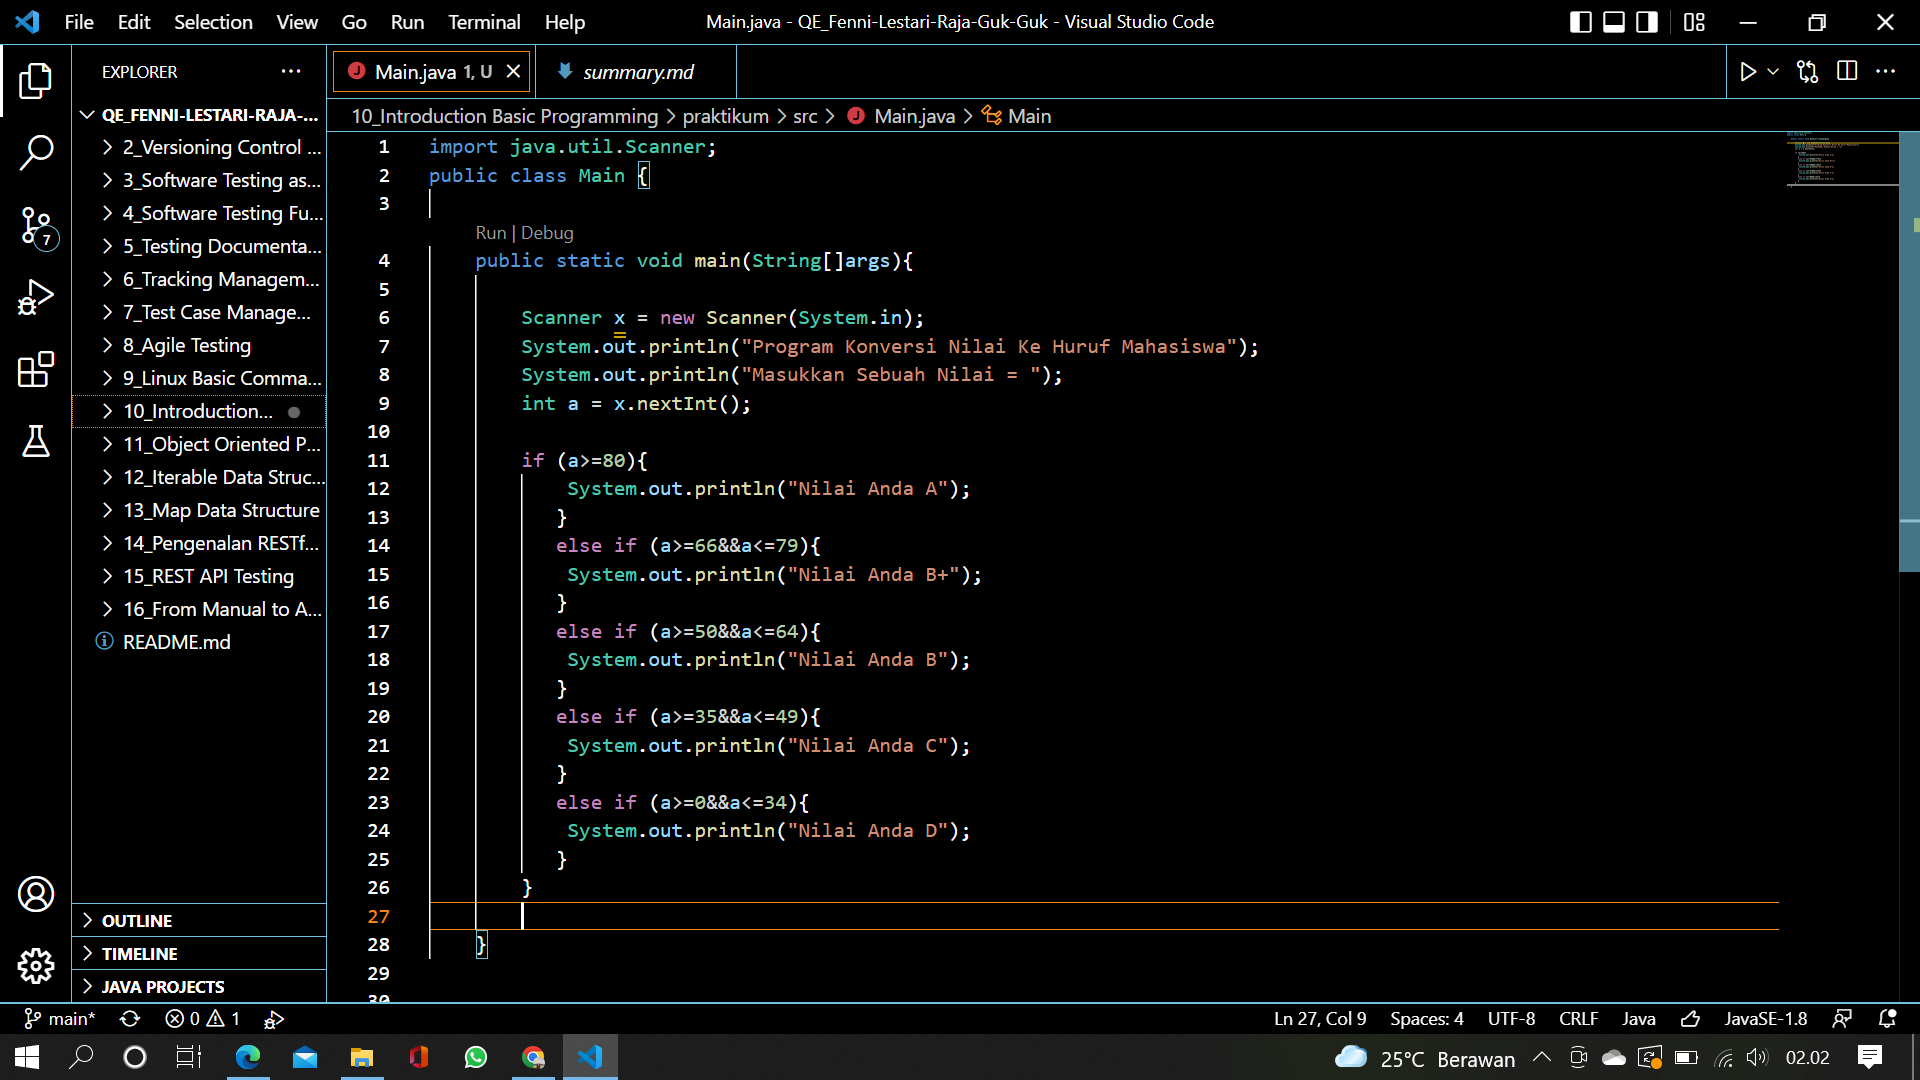 File Edit Selection View Go Run Terminal Help
Main.java - QE_Fenni-Lestari-Raja-Guk-Guk - Visual Studio Code
EXPLORER
QE_FENNI-LESTARI-RAJA-...
2_Versioning Control ...
3_Software Testing as...
4_Software Testing Fu...
5_Testing Documenta...
6_Tracking Managem...
7_Test Case Manage...
8_Agile Testing
9_Linux Basic Comma...
10_Introduction...
11_Object Oriented P...
12_Iterable Data Struc...
13_Map Data Structure
14_Pengenalan RESTf...
15_REST API Testing
16_From Manual to A...
README.md
OUTLINE
TIMELINE
JAVA PROJECTS
7
Main.java 1, U
summary.md
10_Introduction Basic Programming > praktikum > src > Main.java > Main
1 import java.util.Scanner;
2 public class Main {
3
Run | Debug
4 public static void main(String[]args){
5
6 Scanner x = new Scanner(System.in);
7 System.out.println("Program Konversi Nilai Ke Huruf Mahasiswa");
8 System.out.println("Masukkan Sebuah Nilai = ");
9 int a = x.nextInt();
10
11 if (a>=80){
12 System.out.println("Nilai Anda A");
13 }
14 else if (a>=66&&a<=79){
15 System.out.println("Nilai Anda B+");
16 }
17 else if (a>=50&&a<=64){
18 System.out.println("Nilai Anda B");
19 }
20 else if (a>=35&&a<=49){
21 System.out.println("Nilai Anda C");
22 }
23 else if (a>=0&&a<=34){
24 System.out.println("Nilai Anda D");
25 }
26 }
27
28 }
29
30
main* 0 1
Ln 27, Col 9 Spaces: 4 UTF-8 CRLF Java JavaSE-1.8
25°C Berawan 02.02